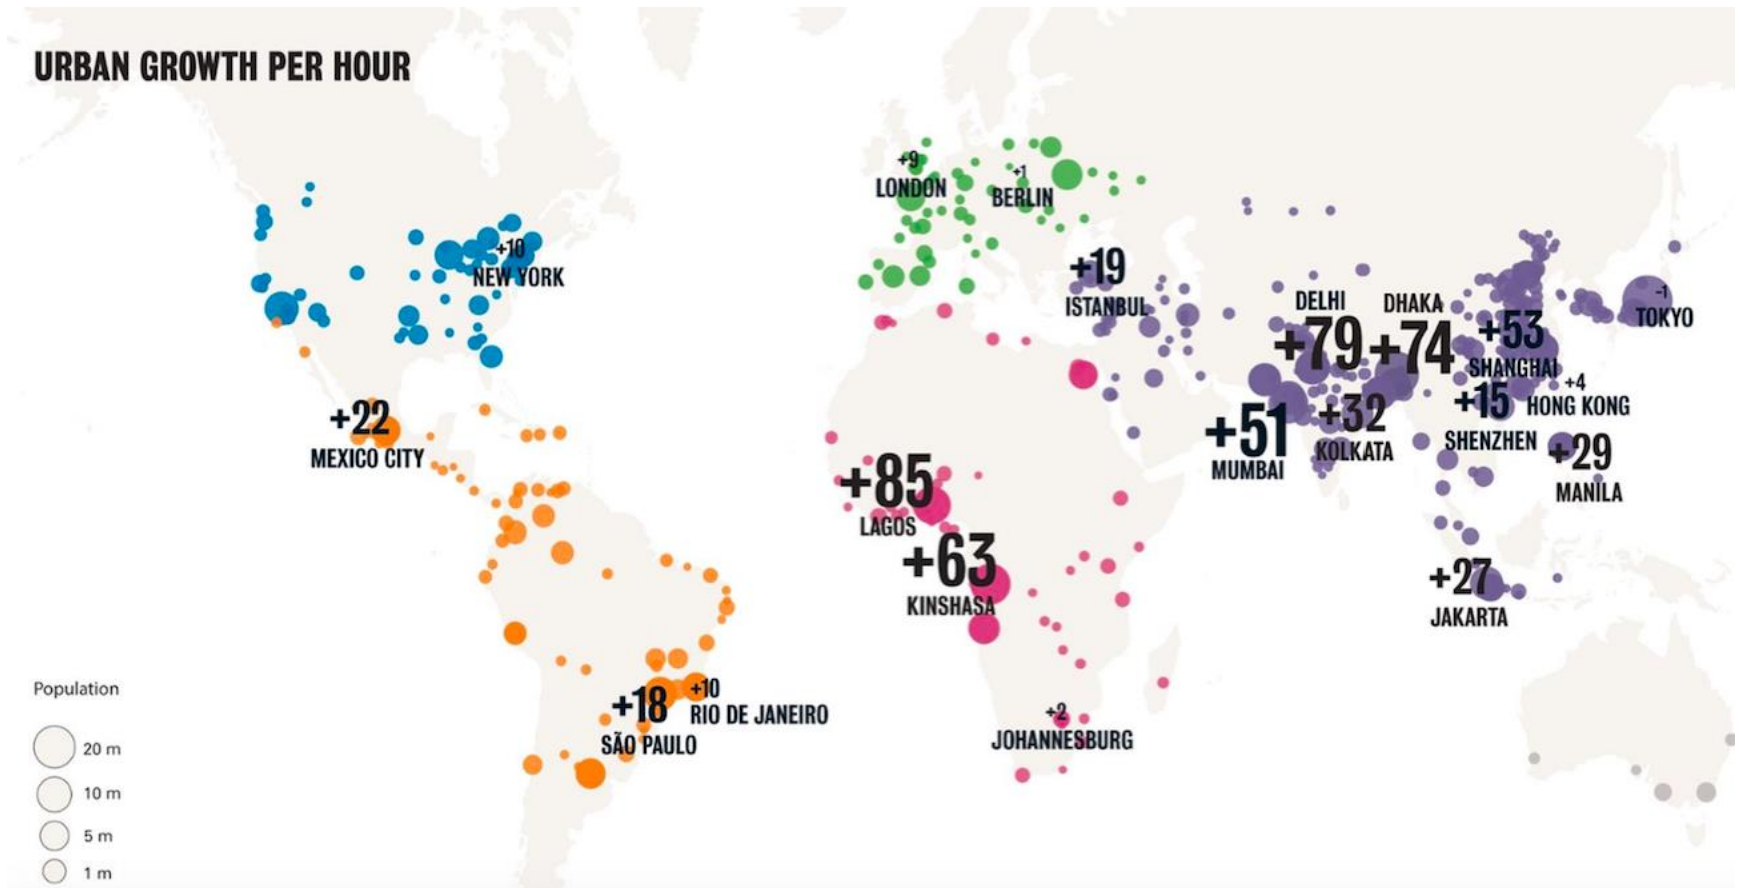 URBAN GROWTH PER HOUR
+9
LONDON
+1
BERLIN
+10
NEW YORK
+19
ISTANBUL
DELHI
+79
DHAKA
+74
+53
SHANGHAI
-1
TOKYO
+22
MEXICO CITY
+51
MUMBAI
+32
KOLKATA
+15
SHENZHEN
+4
HONG KONG
+29
MANILA
+85
LAGOS
+63
KINSHASA
+27
JAKARTA
+18
SÃO PAULO
+10
RIO DE JANEIRO
+2
JOHANNESBURG
Population
20 m
10 m
5 m
1 m